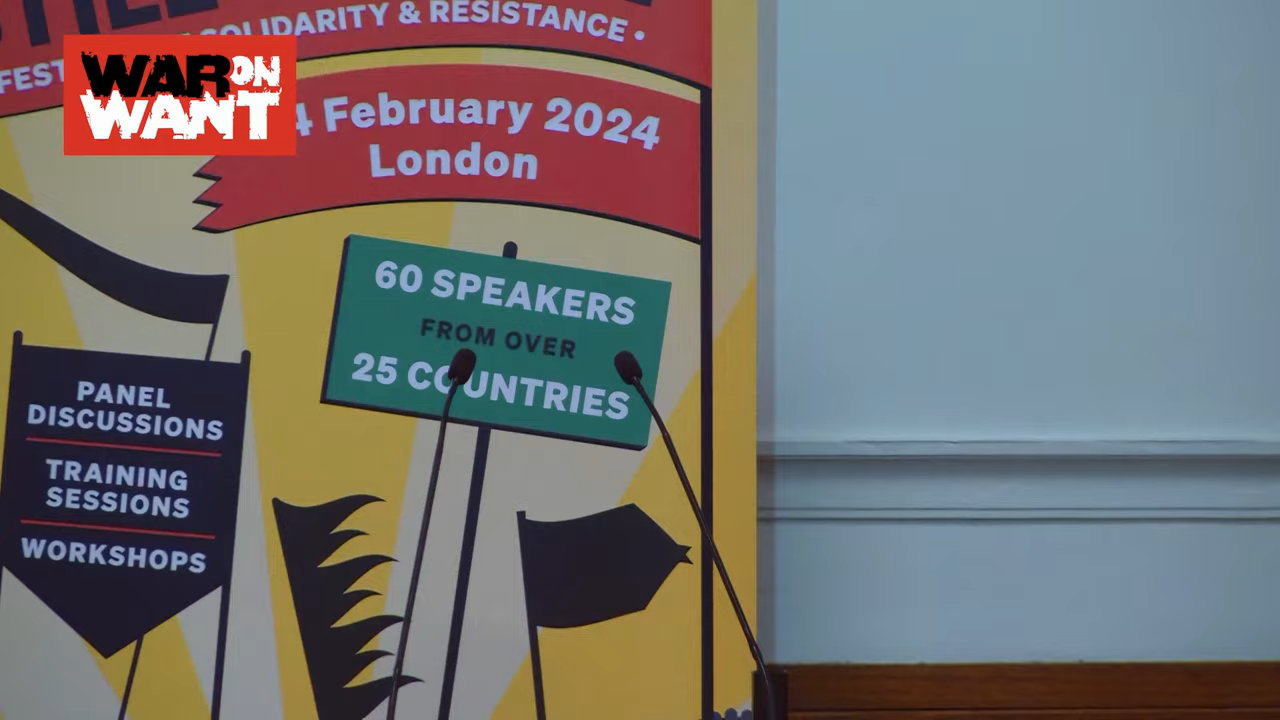 SOLIDARITY & RESISTANCE •
FEST
WAR ON
WANT
4 February 2024
London
60 SPEAKERS
FROM OVER
25 COUNTRIES
PANEL
DISCUSSIONS
TRAINING
SESSIONS
WORKSHOPS